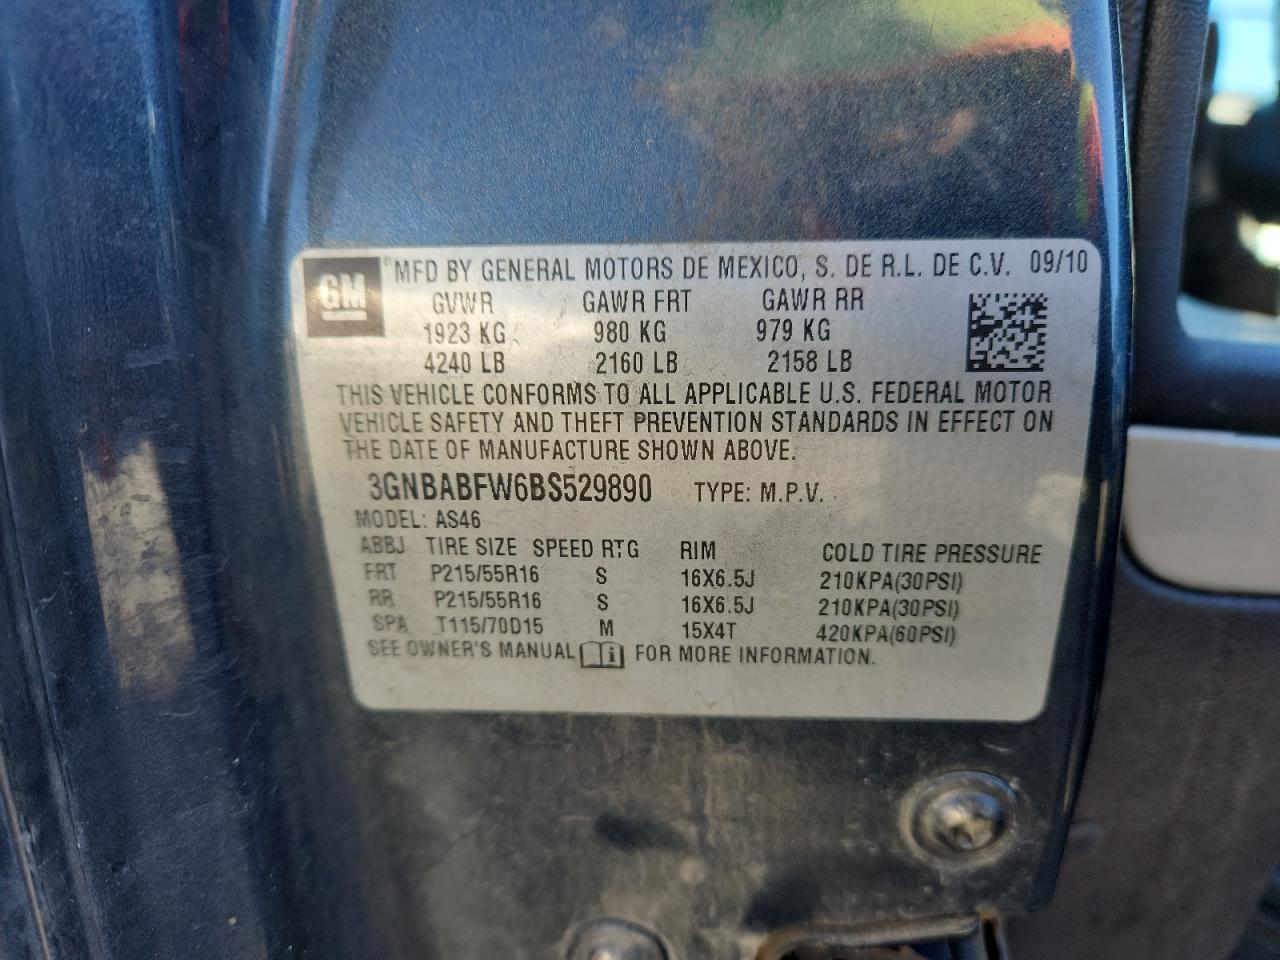 GM ® MFD BY GENERAL MOTORS DE MEXICO, S. DE R.L. DE C.V. 09/10
GVWR GAWR FRT GAWR RR
1923 KG 980 KG 979 KG
4240 LB 2160 LB 2158 LB
THIS VEHICLE CONFORMS TO ALL APPLICABLE U.S. FEDERAL MOTOR
VEHICLE SAFETY AND THEFT PREVENTION STANDARDS IN EFFECT ON
THE DATE OF MANUFACTURE SHOWN ABOVE.
3GNBABFW6BS529890 TYPE: M.P.V.
MODEL: AS46
ABBJ TIRE SIZE SPEED RTG RIM COLD TIRE PRESSURE
FRT P215/55R16 S 16X6.5J 210KPA(30PSI)
RR P215/55R16 S 16X6.5J 210KPA(30PSI)
SPA T115/70D15 M 15X4T 420KPA(60PSI)
SEE OWNER'S MANUAL i FOR MORE INFORMATION.